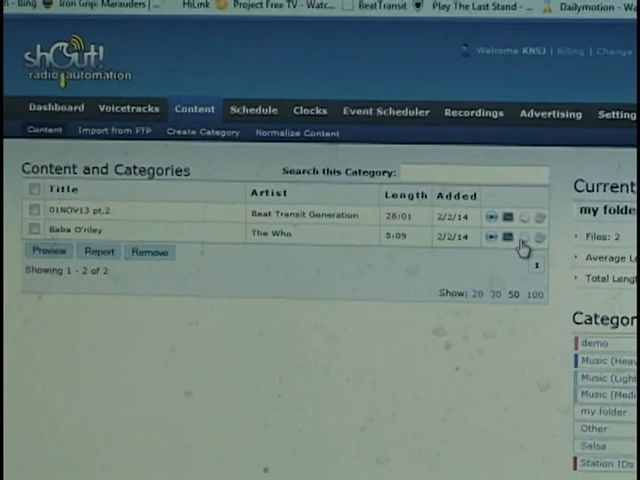 Bing
Iron Grip: Marauders
HiLink
Project Free TV - Watc...
BeatTransit
Play The Last Stand - ...
Dailymotion - Wa
shOut!
radio automation
Welcome KNSJ | Billing | Change
Dashboard Voicetracks Content Schedule Clocks Event Scheduler Recordings Advertising Setting
Content Import from FTP Create Category Normalize Content
Content and Categories
Search this Category:
Title Artist Length Added
01NOV13 pt.2 Beat Transit Generation 28:01 2/2/14
Baba O'riley The Who 5:09 2/2/14
Preview Report Remove
1
Showing 1 - 2 of 2
Show: 20 30 50 100
Current
my folder
Files: 2
Average L
Total Leng
Categor
demo
Music (Hea
Music (Light
Music (Medi
my folder
Other
Salsa
Station IDs